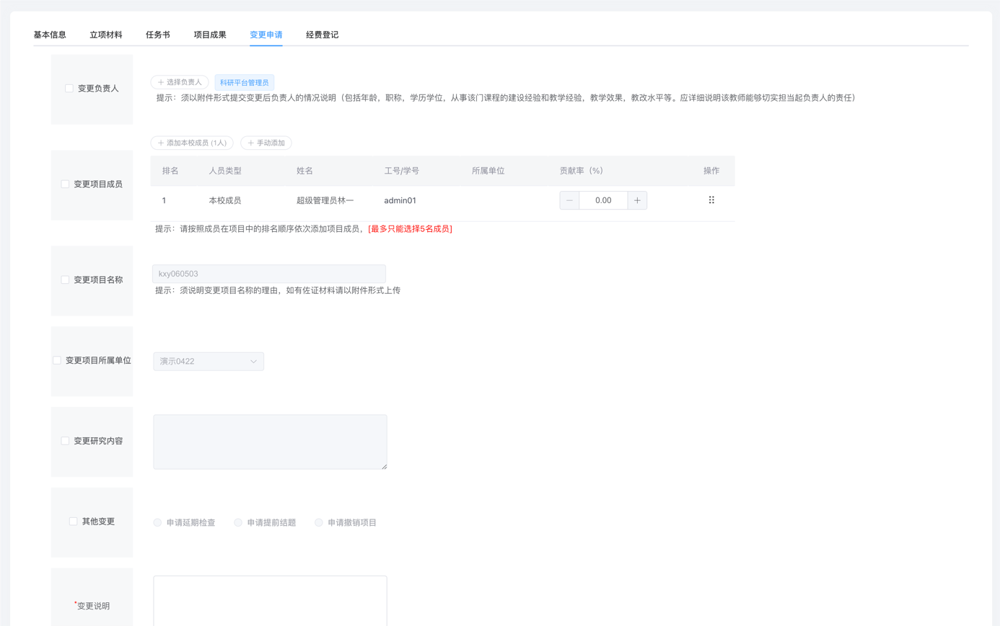 基本信息 立项材料 任务书 项目成果 变更申请 经费登记
变更负责人
+ 选择负责人 科研平台管理员
提示：须以附件形式提交变更后负责人的情况说明（包括年龄，职称，学历学位，从事该门课程的建设经验和教学经验，教学效果，教改水平等。应详细说明该教师能够切实担当起负责人的责任）
+ 添加本校成员 (1人) + 手动添加
变更项目成员
排名 人员类型 姓名 工号/学号 所属单位 贡献率（%） 操作
1 本校成员 超级管理员林一 admin01 − 0.00 +
提示：请按照成员在项目中的排名顺序依次添加项目成员，[最多只能选择5名成员]
变更项目名称
kxy060503
提示：须说明变更项目名称的理由，如有佐证材料请以附件形式上传
变更项目所属单位
演示0422
变更研究内容
其他变更
申请延期检查 申请提前结题 申请撤销项目
*变更说明